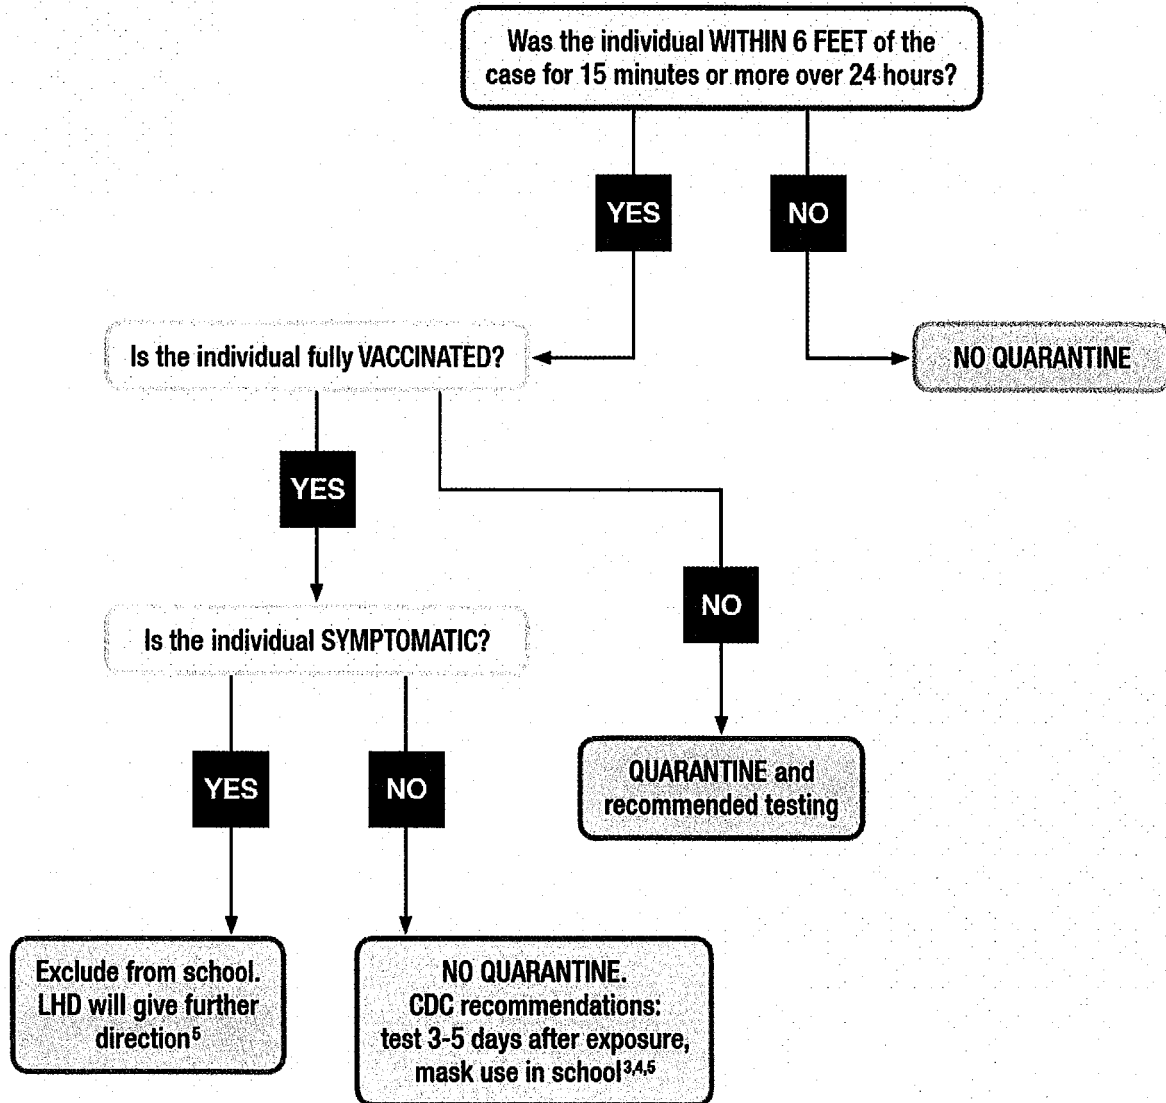 Was the individual WITHIN 6 FEET of the
case for 15 minutes or more over 24 hours?
YES
NO
Is the individual fully VACCINATED?
NO QUARANTINE
YES
NO
Is the individual SYMPTOMATIC?
YES
NO
QUARANTINE and
recommended testing
Exclude from school.
LHD will give further
direction⁵
NO QUARANTINE.
CDC recommendations:
test 3-5 days after exposure,
mask use in school³,⁴,⁵